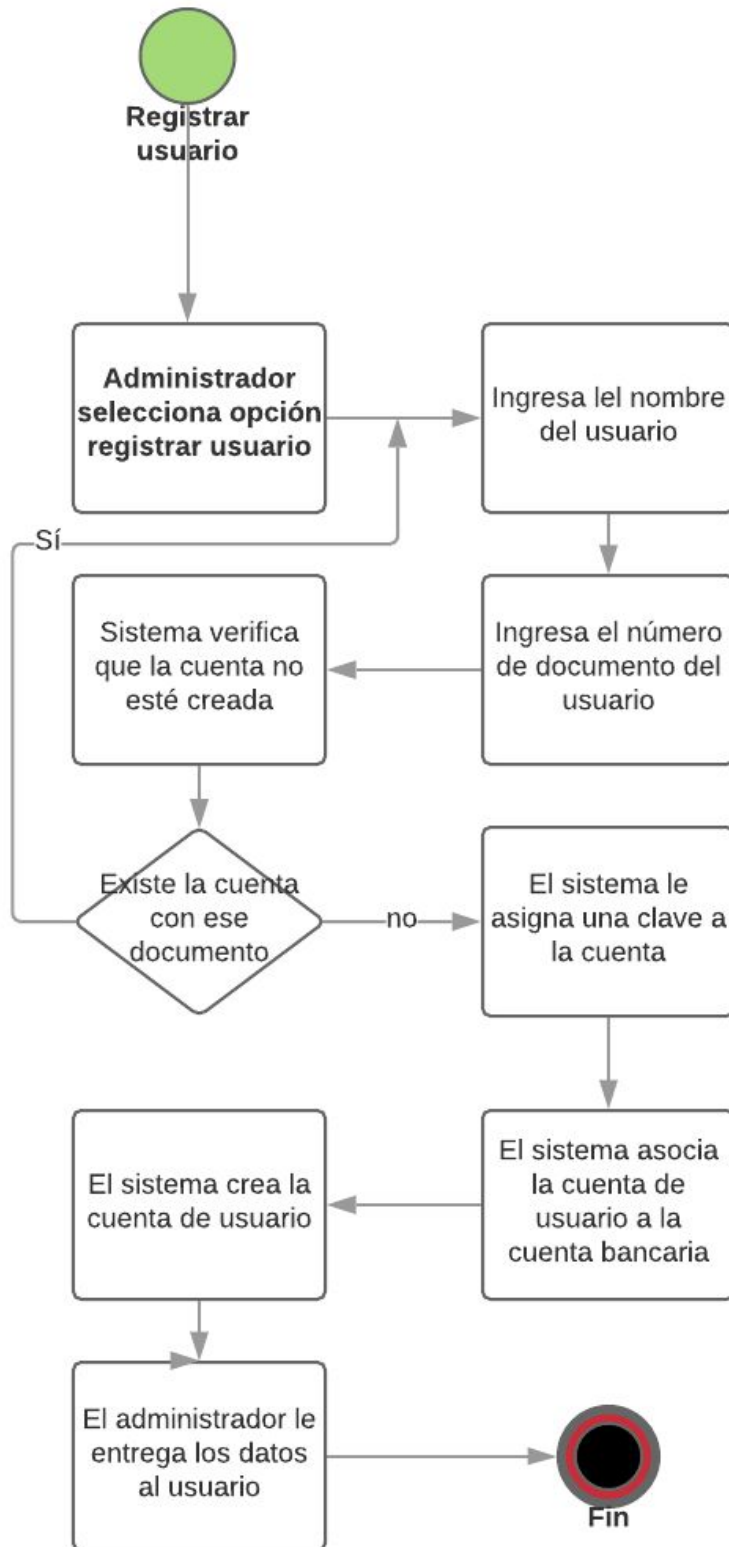 Registrar
usuario
Administrador
selecciona opción
registrar usuario
Ingresa lel nombre
del usuario
Sí
Sistema verifica
que la cuenta no
esté creada
Ingresa el número
de documento del
usuario
Existe la cuenta
con ese
documento
no
El sistema le
asigna una clave a
la cuenta
El sistema crea la
cuenta de usuario
El sistema asocia
la cuenta de
usuario a la
cuenta bancaria
El administrador le
entrega los datos
al usuario
Fin